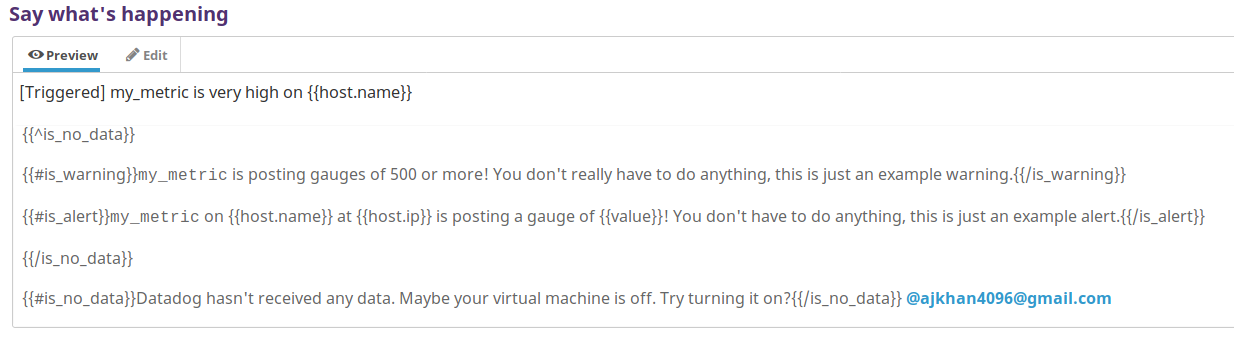 Say what's happening
Preview Edit
[Triggered] my_metric is very high on {{host.name}}
{{^is_no_data}}
{{#is_warning}}my_metric is posting gauges of 500 or more! You don't really have to do anything, this is just an example warning.{{/is_warning}}
{{#is_alert}}my_metric on {{host.name}} at {{host.ip}} is posting a gauge of {{value}}! You don't have to do anything, this is just an example alert.{{/is_alert}}
{{/is_no_data}}
{{#is_no_data}}Datadog hasn't received any data. Maybe your virtual machine is off. Try turning it on?{{/is_no_data}} @ajkhan4096@gmail.com